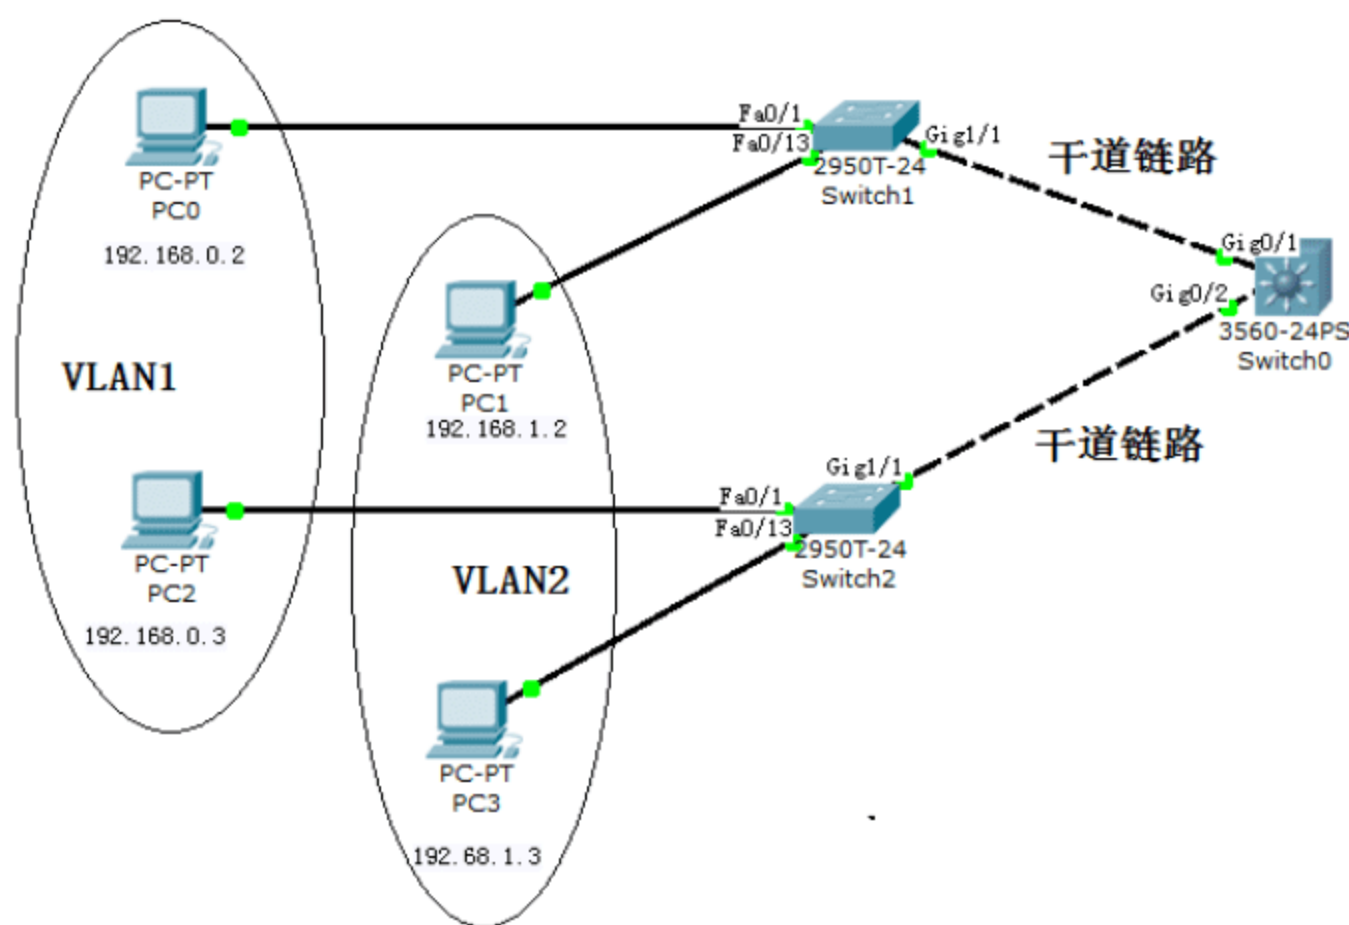 Fa0/1
Fa0/13
Gig1/1
干道链路
2950T-24
Switch1
PC-PT
PC0
192.168.0.2
Gig0/1
Gig0/2
3560-24PS
Switch0
VLAN1
PC-PT
PC1
192.168.1.2
干道链路
Gig1/1
Fa0/1
Fa0/13
2950T-24
Switch2
PC-PT
PC2
192.168.0.3
VLAN2
PC-PT
PC3
192.68.1.3